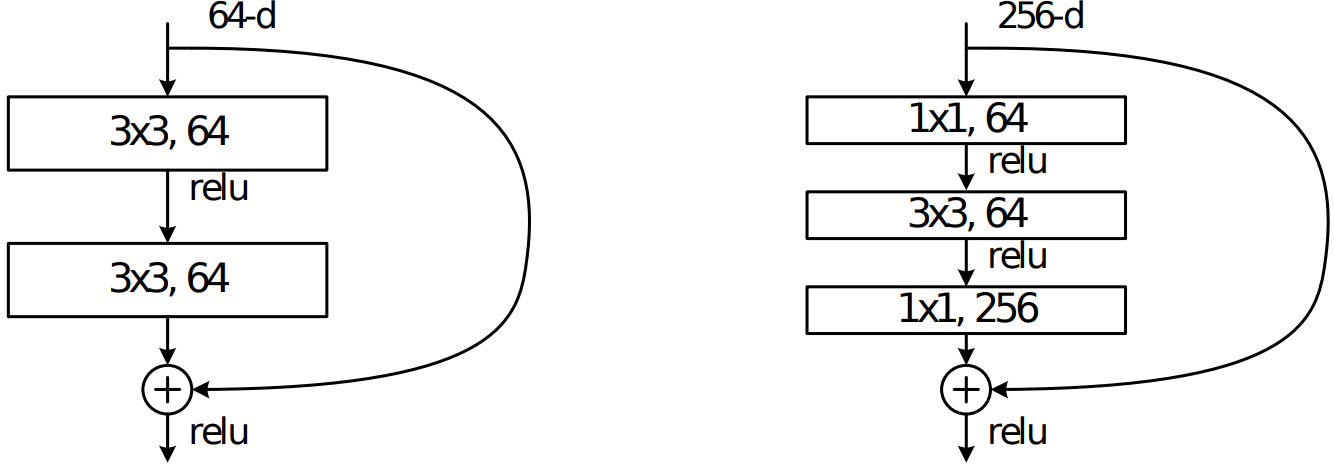 64-d
3x3, 64
relu
3x3, 64
relu
256-d
1x1, 64
relu
3x3, 64
relu
1x1, 256
relu